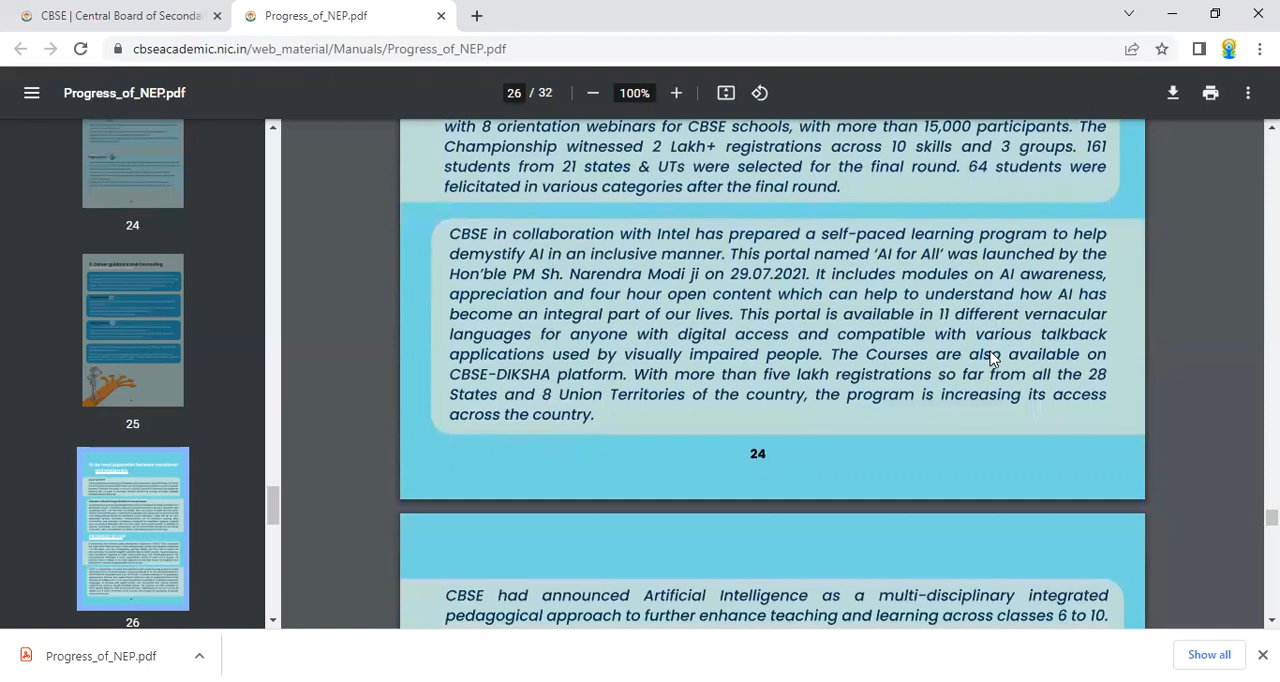 CBSE | Central Board of Seconda
Progress_of_NEP.pdf
cbseacademic.nic.in/web_material/Manuals/Progress_of_NEP.pdf
Progress_of_NEP.pdf
26 / 32
100%
24
5. Career guidance and Counselling
25
26
with 8 orientation webinars for CBSE schools, with more than 15,000 participants. The
Championship witnessed 2 Lakh+ registrations across 10 skills and 3 groups. 161
students from 21 states & UTs were selected for the final round. 64 students were
felicitated in various categories after the final round.
CBSE in collaboration with Intel has prepared a self-paced learning program to help
demystify AI in an inclusive manner. This portal named ‘AI for All’ was launched by the
Hon’ble PM Sh. Narendra Modi ji on 29.07.2021. It includes modules on AI awareness,
appreciation and four hour open content which can help to understand how AI has
become an integral part of our lives. This portal is available in 11 different vernacular
languages for anyone with digital access and compatible with various talkback
applications used by visually impaired people. The Courses are also available on
CBSE-DIKSHA platform. With more than five lakh registrations so far from all the 28
States and 8 Union Territories of the country, the program is increasing its access
across the country.
24
CBSE had announced Artificial Intelligence as a multi-disciplinary integrated
pedagogical approach to further enhance teaching and learning across classes 6 to 10.
Progress_of_NEP.pdf
Show all